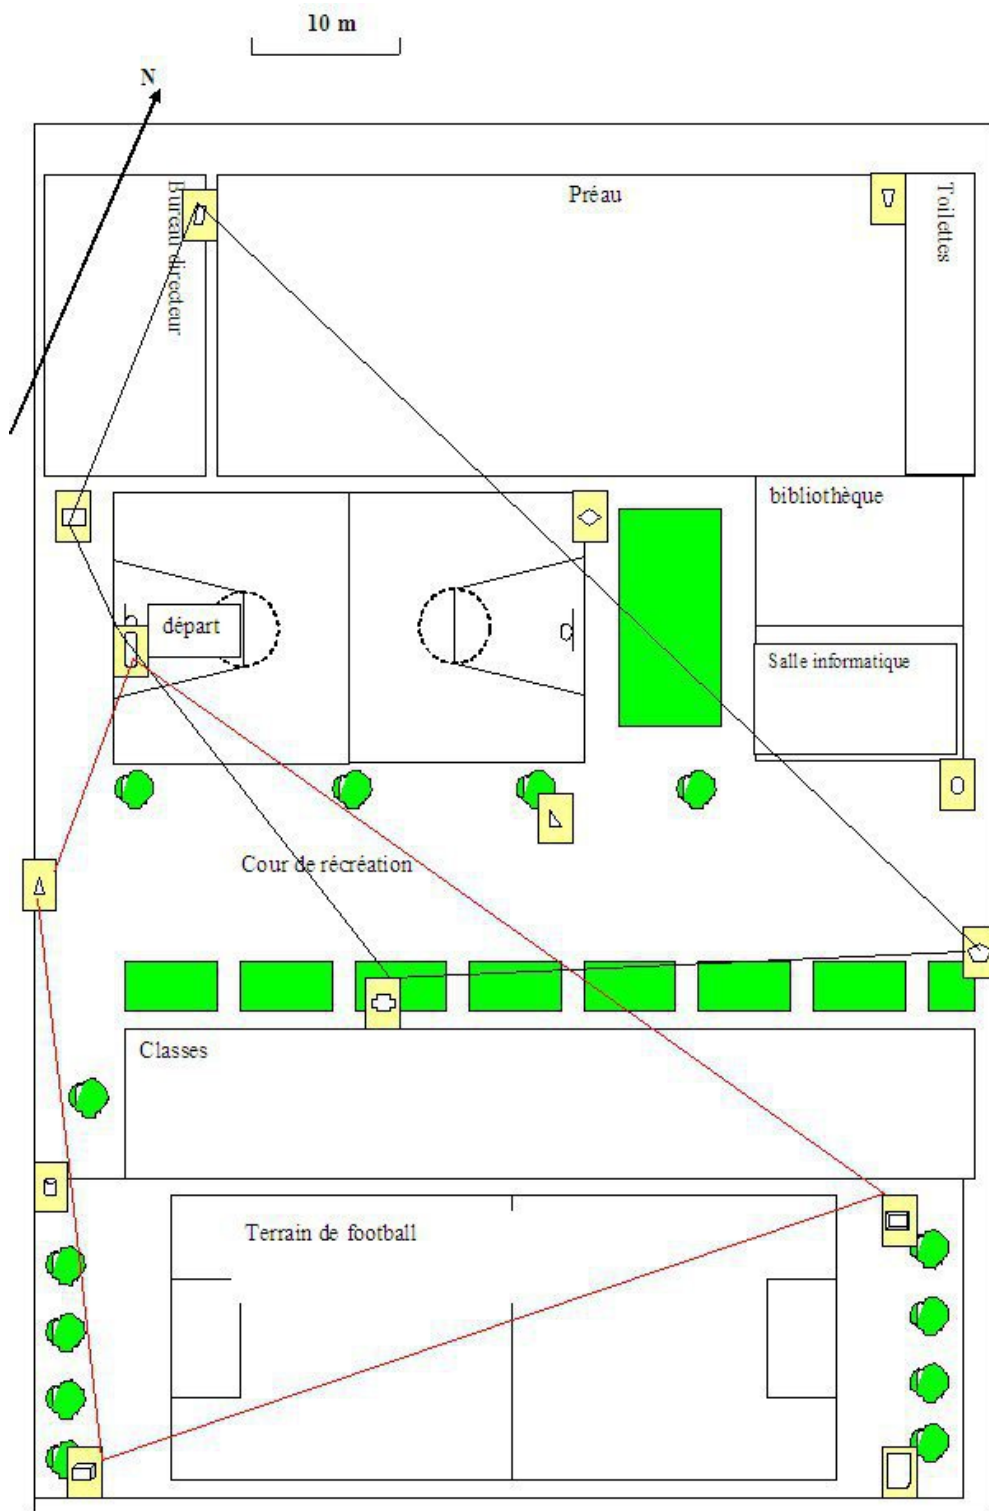 10 m
N
Bureau directeur
Préau
Toilettes
bibliothèque
départ
Salle informatique
Cour de récréation
Classes
Terrain de football